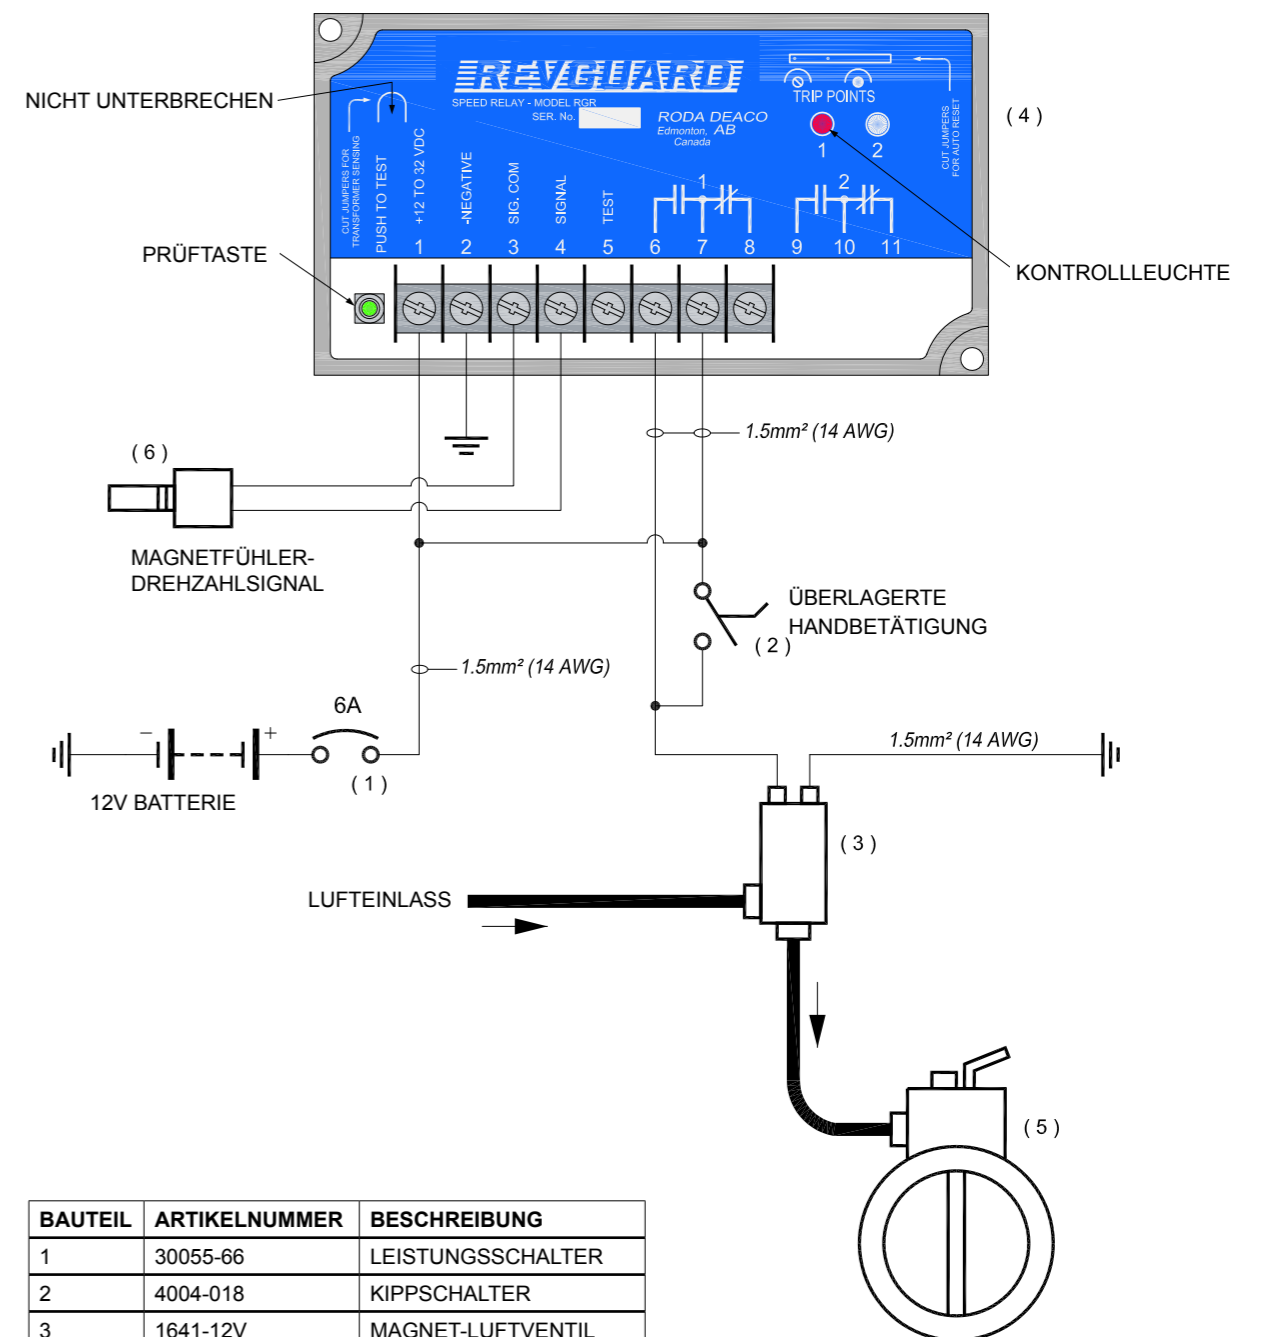 REVGUARD
SPEED RELAY - MODEL RGR
SER. No.
RODA DEACO
Edmonton, AB
Canada
TRIP POINTS
1 2
CUT JUMPERS
FOR AUTO RESET
( 4 )
NICHT UNTERBRECHEN
CUT JUMPERS FOR
TRANSFORMER SENSING
PUSH TO TEST
+12 TO 32 VDC
-NEGATIVE
SIG. COM
SIGNAL
TEST
1 2
1 2 3 4 5 6 7 8 9 10 11
PRÜFTASTE
KONTROLLLEUCHTE
1.5mm² (14 AWG)
( 6 )
MAGNETFÜHLER-
DREHZAHLSIGNAL
ÜBERLAGERTE
HANDBETÄTIGUNG
( 2 )
1.5mm² (14 AWG)
6A
− +
( 1 )
12V BATTERIE
1.5mm² (14 AWG)
( 3 )
LUFTEINLASS
( 5 )
BAUTEIL ARTIKELNUMMER BESCHREIBUNG
1 30055-66 LEISTUNGSSCHALTER
2 4004-018 KIPPSCHALTER
3 1641-12V MAGNET-LUFTVENTIL